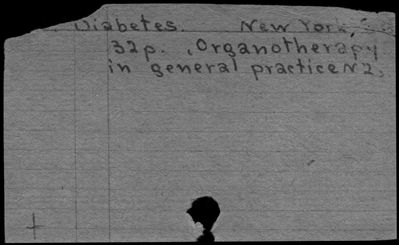 Diabetes. New York,
32p. (Organotherapy
in general practice N2)